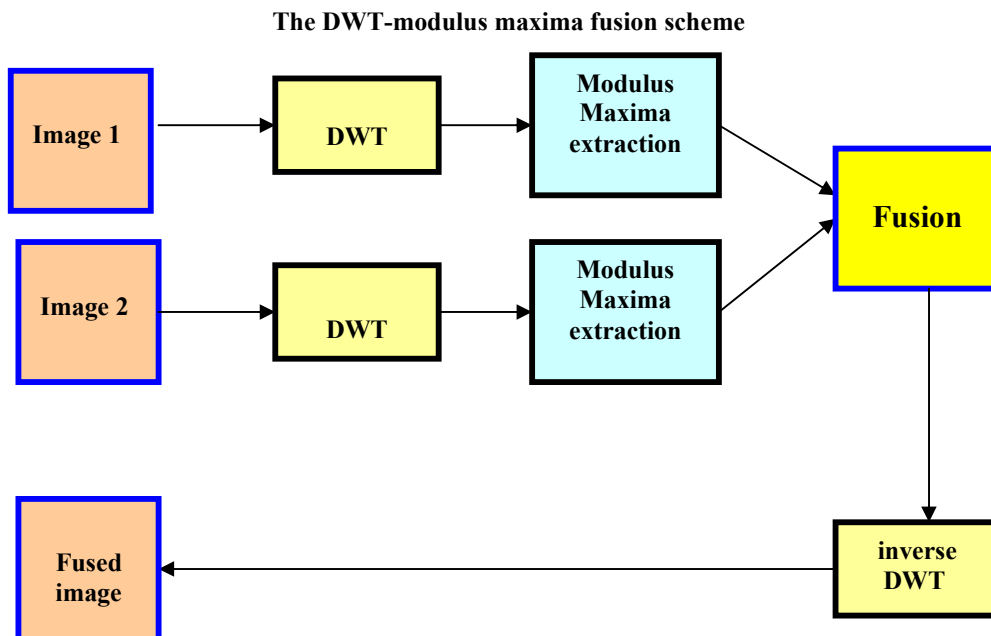 The DWT-modulus maxima fusion scheme
Image 1
DWT
Modulus
Maxima
extraction
Fusion
Image 2
DWT
Modulus
Maxima
extraction
Fused
image
inverse
DWT